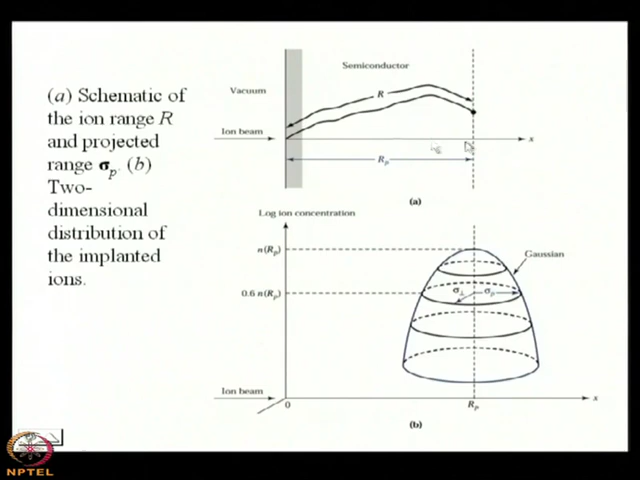 (a) Schematic of
the ion range R
and projected
range σp. (b)
Two-
dimensional
distribution of
the implanted
ions.
Semiconductor
Vacuum
R
Ion beam
x
Rp
(a)
Log ion concentration
n(Rp)
Gaussian
0.6 n(Rp)
σ⊥ σp
Ion beam
0
Rp
x
(b)
NPTEL